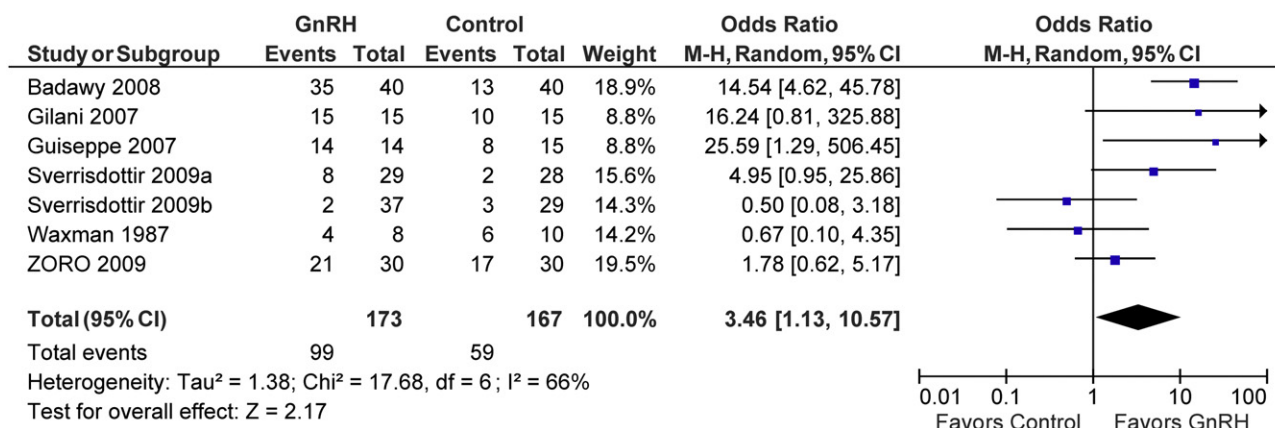 GnRH Control Odds Ratio Odds Ratio
Study or Subgroup Events Total Events Total Weight M-H, Random, 95% CI M-H, Random, 95% CI
Badawy 2008 35 40 13 40 18.9% 14.54 [4.62, 45.78]
Gilani 2007 15 15 10 15 8.8% 16.24 [0.81, 325.88]
Guiseppe 2007 14 14 8 15 8.8% 25.59 [1.29, 506.45]
Sverrisdottir 2009a 8 29 2 28 15.6% 4.95 [0.95, 25.86]
Sverrisdottir 2009b 2 37 3 29 14.3% 0.50 [0.08, 3.18]
Waxman 1987 4 8 6 10 14.2% 0.67 [0.10, 4.35]
ZORO 2009 21 30 17 30 19.5% 1.78 [0.62, 5.17]
Total (95% CI) 173 167 100.0% 3.46 [1.13, 10.57]
Total events 99 59
Heterogeneity: Tau² = 1.38; Chi² = 17.68, df = 6 ; I² = 66%
Test for overall effect: Z = 2.17
0.01 0.1 1 10 100
Favors Control Favors GnRH